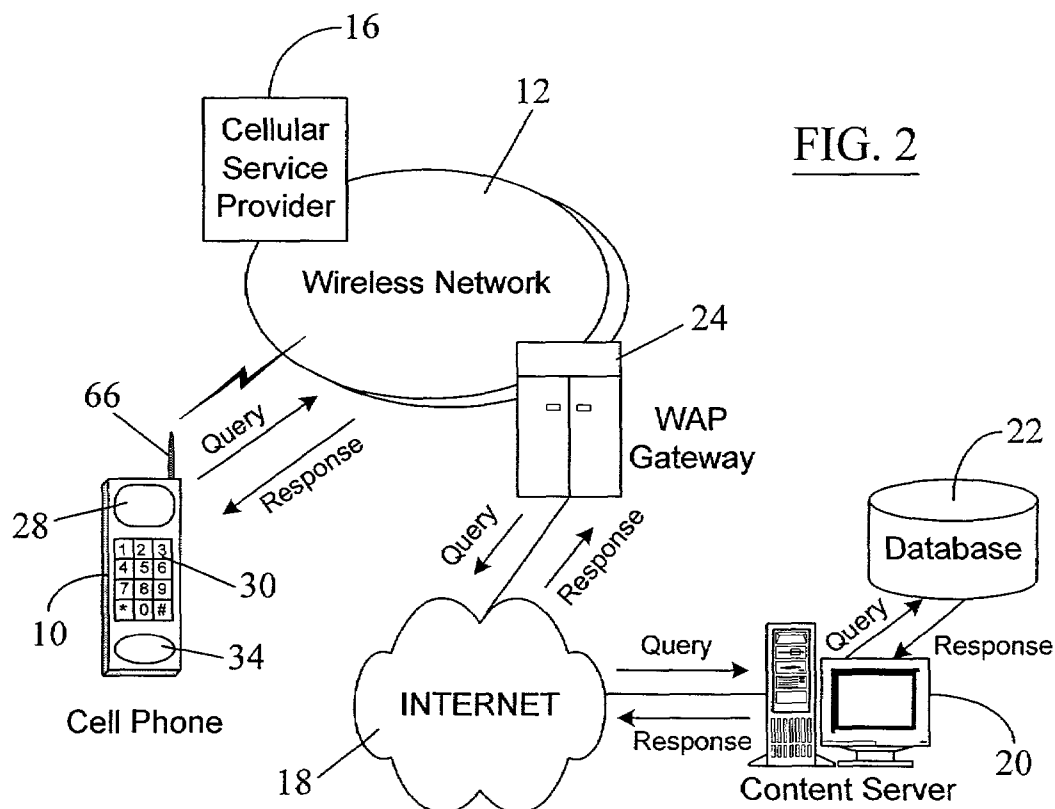 16
12
Cellular
Service
Provider
FIG. 2
Wireless Network
24
66
Query
Response
WAP
Gateway
22
28
1 2 3
4 5 6
7 8 9
* 0 #
30
10
34
Query
Response
Database
Query
Response
Cell Phone
INTERNET
Query
Response
18
Content Server
20